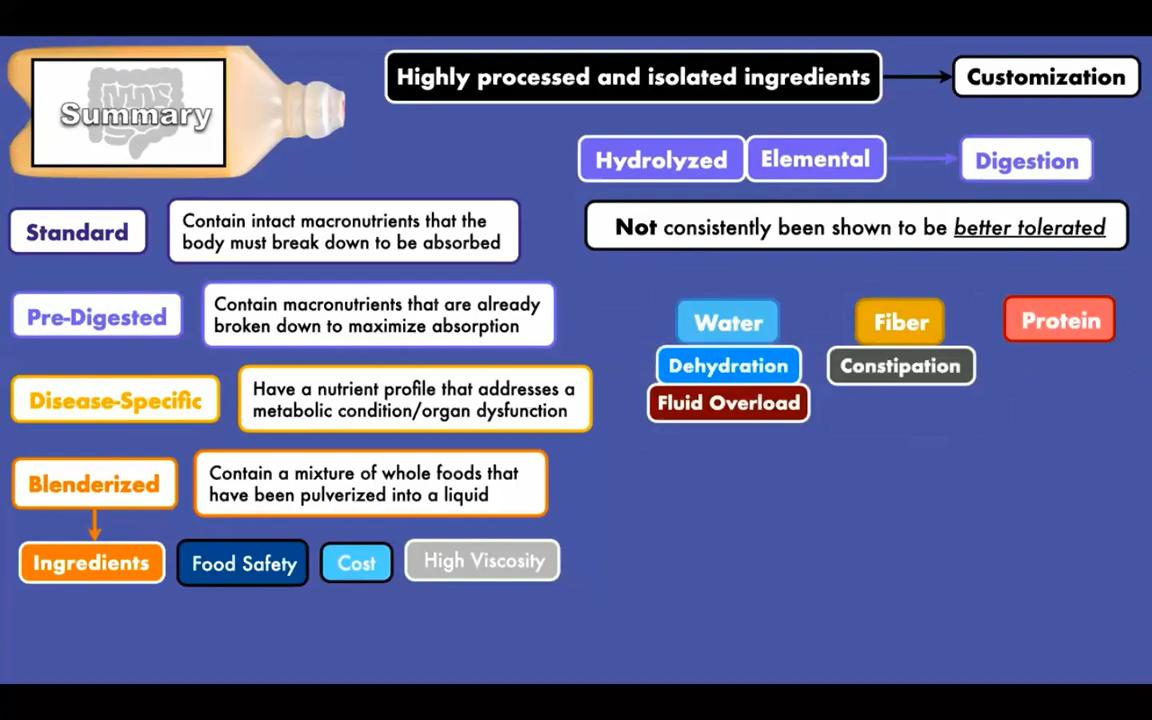 Summary
Highly processed and isolated ingredients
Customization
Hydrolyzed
Elemental
Digestion
Not consistently been shown to be better tolerated
Standard
Contain intact macronutrients that the
body must break down to be absorbed
Pre-Digested
Contain macronutrients that are already
broken down to maximize absorption
Disease-Specific
Have a nutrient profile that addresses a
metabolic condition/organ dysfunction
Blenderized
Contain a mixture of whole foods that
have been pulverized into a liquid
Ingredients
Food Safety
Cost
High Viscosity
Water
Dehydration
Fluid Overload
Fiber
Constipation
Protein